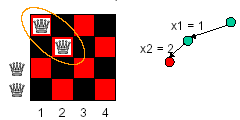 x1 = 1
x2 = 2
1 2 3 4